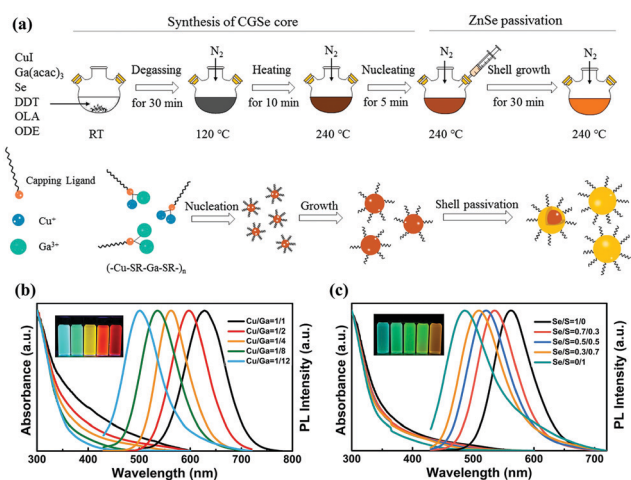 (a)
Synthesis of CGSe core
ZnSe passivation
CuI
Ga(acac)3
Se
DDT
OLA
ODE
Degassing
for 30 min
N2
Heating
for 10 min
N2
Nucleating
for 5 min
N2
Shell growth
for 30 min
N2
RT
120 ℃
240 ℃
240 ℃
240 ℃
Capping Ligand
Cu+
Ga3+
(-Cu-SR-Ga-SR-)n
Nucleation
Growth
Shell passivation
(b)
Absorbance (a.u.)
PL Intensity (a.u.)
Cu/Ga=1/1
Cu/Ga=1/2
Cu/Ga=1/4
Cu/Ga=1/8
Cu/Ga=1/12
300 400 500 600 700 800
Wavelength (nm)
(c)
Absorbance (a.u.)
PL Intensity (a.u.)
Se/S=1/0
Se/S=0.7/0.3
Se/S=0.5/0.5
Se/S=0.3/0.7
Se/S=0/1
300 400 500 600 700
Wavelength (nm)